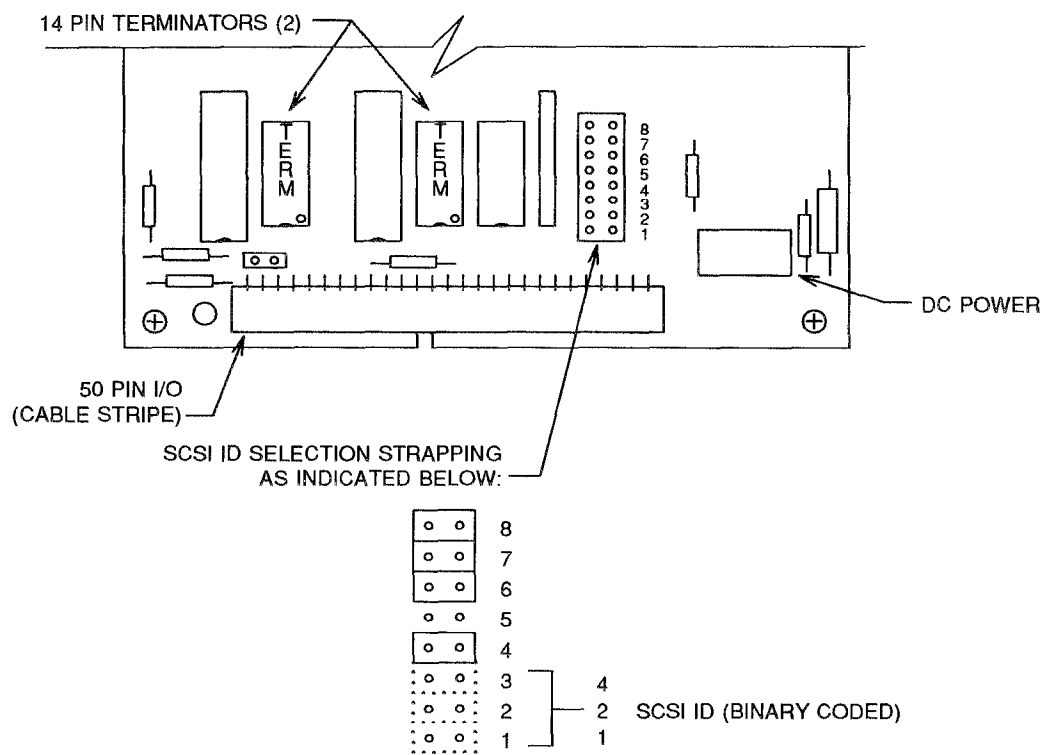 14 PIN TERMINATORS (2)
TERM
TERM
8
7
6
5
4
3
2
1
DC POWER
50 PIN I/O
(CABLE STRIPE)
SCSI ID SELECTION STRAPPING
AS INDICATED BELOW:
8
7
6
5
4
3 4
2 2 SCSI ID (BINARY CODED)
1 1